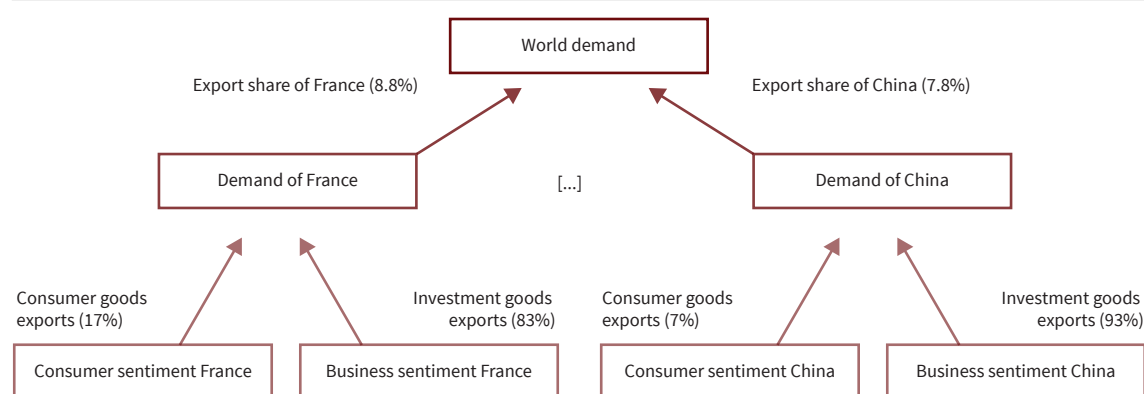 World demand
Export share of France (8.8%)
Export share of China (7.8%)
Demand of France
[...]
Demand of China
Consumer goods
exports (17%)
Investment goods
exports (83%)
Consumer goods
exports (7%)
Investment goods
exports (93%)
Consumer sentiment France
Business sentiment France
Consumer sentiment China
Business sentiment China